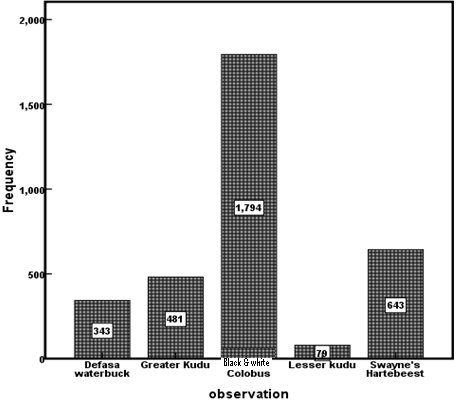 2,000
1,500
1,000
500
0
Frequency
343
481
1,794
79
643
Defasa
waterbuck
Greater Kudu
Black & white
Colobus
Lesser kudu
Swayne's
Hartebeest
observation